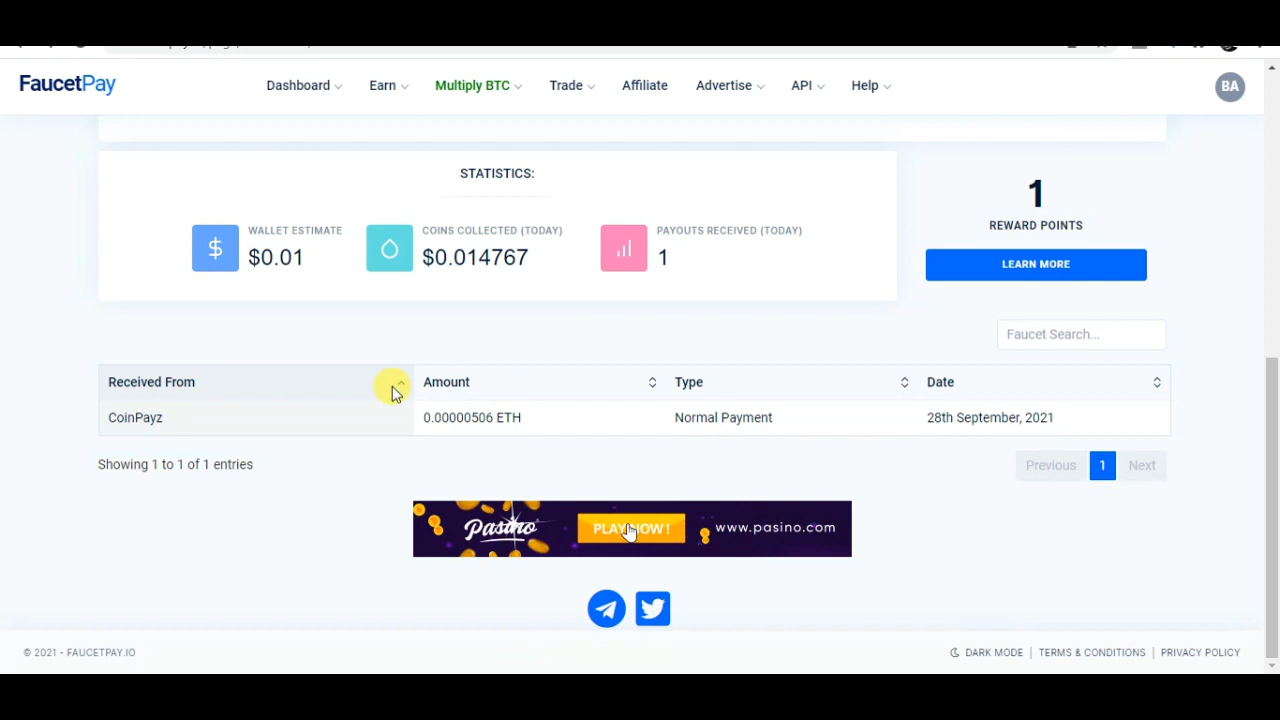 FaucetPay
Dashboard Earn Multiply BTC Trade Affiliate Advertise API Help BA
STATISTICS:
WALLET ESTIMATE
$0.01
COINS COLLECTED (TODAY)
$0.014767
PAYOUTS RECEIVED (TODAY)
1
1
REWARD POINTS
LEARN MORE
Faucet Search...
Received From Amount Type Date
CoinPayz 0.00000506 ETH Normal Payment 28th September, 2021
Showing 1 to 1 of 1 entries Previous 1 Next
Pasino PLAY NOW! www.pasino.com
© 2021 - FAUCETPAY.IO DARK MODE | TERMS & CONDITIONS | PRIVACY POLICY